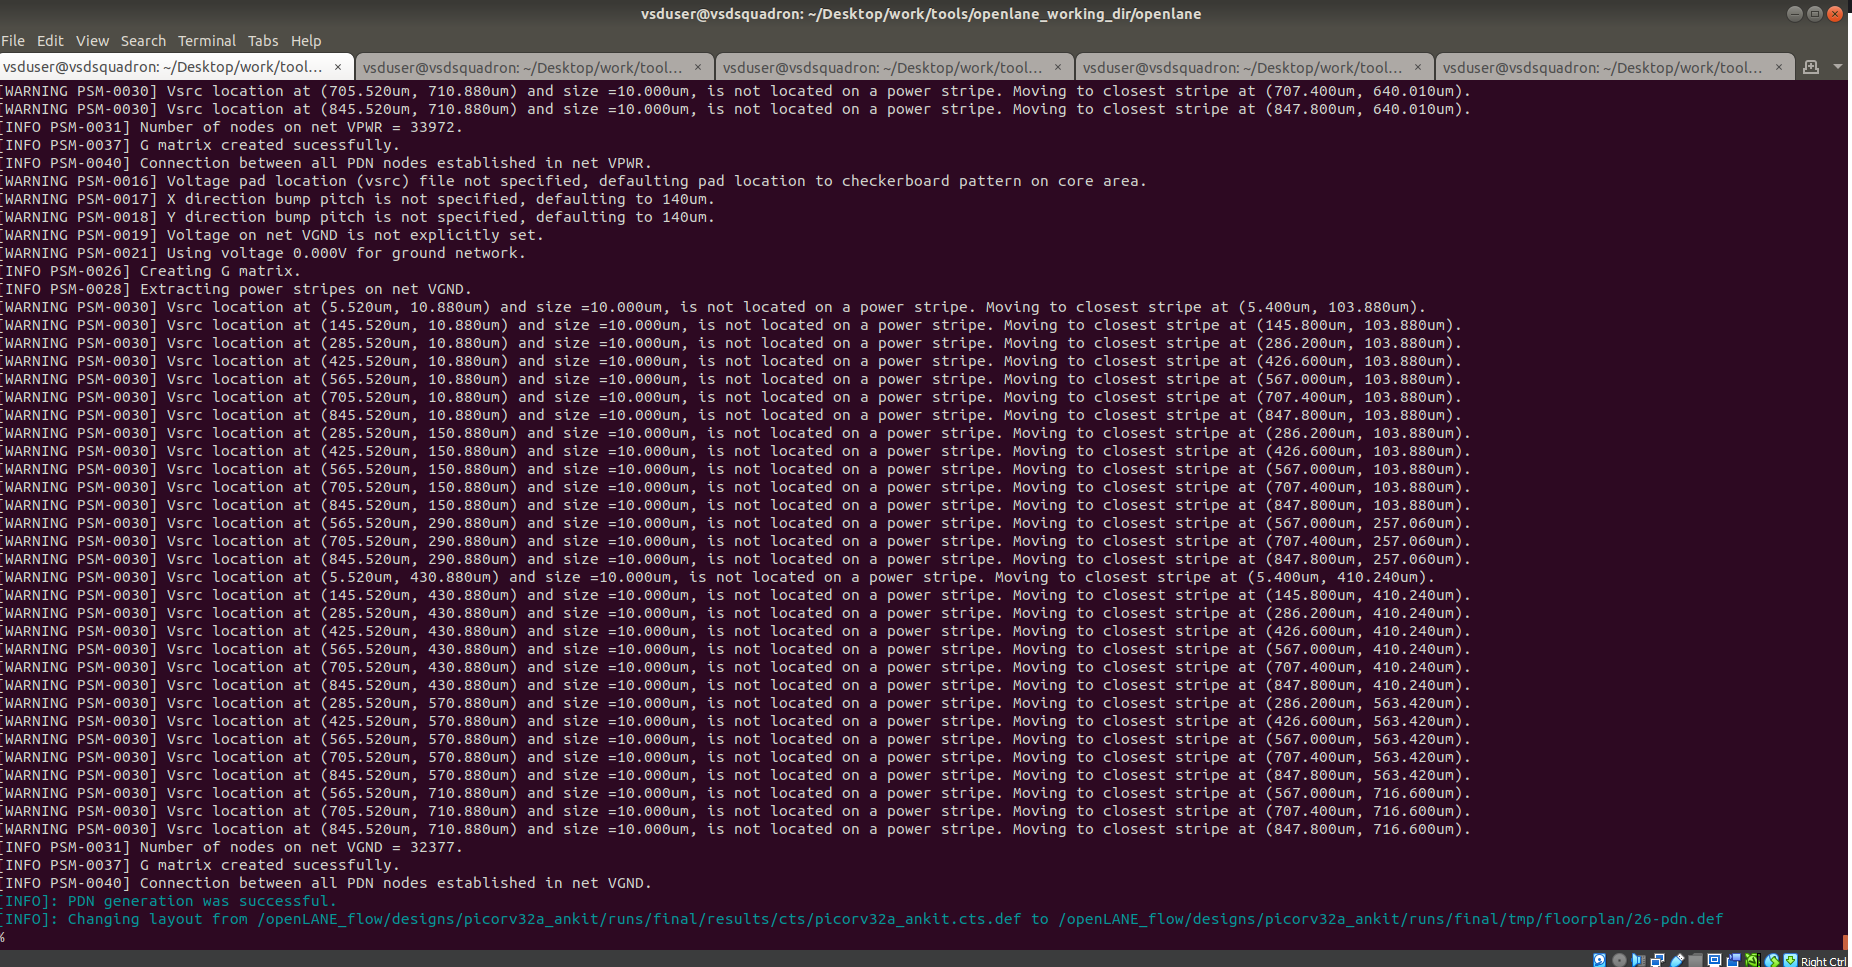 vsduser@vsdsquadron: ~/Desktop/work/tools/openlane_working_dir/openlane
File Edit View Search Terminal Tabs Help
vsduser@vsdsquadron: ~/Desktop/work/tool... × vsduser@vsdsquadron: ~/Desktop/work/tool... × vsduser@vsdsquadron: ~/Desktop/work/tool... × vsduser@vsdsquadron: ~/Desktop/work/tool... × vsduser@vsdsquadron: ~/Desktop/work/tool... ×
[WARNING PSM-0030] Vsrc location at (705.520um, 710.880um) and size =10.000um, is not located on a power stripe. Moving to closest stripe at (707.400um, 640.010um).
[WARNING PSM-0030] Vsrc location at (845.520um, 710.880um) and size =10.000um, is not located on a power stripe. Moving to closest stripe at (847.800um, 640.010um).
[INFO PSM-0031] Number of nodes on net VPWR = 33972.
[INFO PSM-0037] G matrix created sucessfully.
[INFO PSM-0040] Connection between all PDN nodes established in net VPWR.
[WARNING PSM-0016] Voltage pad location (vsrc) file not specified, defaulting pad location to checkerboard pattern on core area.
[WARNING PSM-0017] X direction bump pitch is not specified, defaulting to 140um.
[WARNING PSM-0018] Y direction bump pitch is not specified, defaulting to 140um.
[WARNING PSM-0019] Voltage on net VGND is not explicitly set.
[WARNING PSM-0021] Using voltage 0.000V for ground network.
[INFO PSM-0026] Creating G matrix.
[INFO PSM-0028] Extracting power stripes on net VGND.
[WARNING PSM-0030] Vsrc location at (5.520um, 10.880um) and size =10.000um, is not located on a power stripe. Moving to closest stripe at (5.400um, 103.880um).
[WARNING PSM-0030] Vsrc location at (145.520um, 10.880um) and size =10.000um, is not located on a power stripe. Moving to closest stripe at (145.800um, 103.880um).
[WARNING PSM-0030] Vsrc location at (285.520um, 10.880um) and size =10.000um, is not located on a power stripe. Moving to closest stripe at (286.200um, 103.880um).
[WARNING PSM-0030] Vsrc location at (425.520um, 10.880um) and size =10.000um, is not located on a power stripe. Moving to closest stripe at (426.600um, 103.880um).
[WARNING PSM-0030] Vsrc location at (565.520um, 10.880um) and size =10.000um, is not located on a power stripe. Moving to closest stripe at (567.000um, 103.880um).
[WARNING PSM-0030] Vsrc location at (705.520um, 10.880um) and size =10.000um, is not located on a power stripe. Moving to closest stripe at (707.400um, 103.880um).
[WARNING PSM-0030] Vsrc location at (845.520um, 10.880um) and size =10.000um, is not located on a power stripe. Moving to closest stripe at (847.800um, 103.880um).
[WARNING PSM-0030] Vsrc location at (285.520um, 150.880um) and size =10.000um, is not located on a power stripe. Moving to closest stripe at (286.200um, 103.880um).
[WARNING PSM-0030] Vsrc location at (425.520um, 150.880um) and size =10.000um, is not located on a power stripe. Moving to closest stripe at (426.600um, 103.880um).
[WARNING PSM-0030] Vsrc location at (565.520um, 150.880um) and size =10.000um, is not located on a power stripe. Moving to closest stripe at (567.000um, 103.880um).
[WARNING PSM-0030] Vsrc location at (705.520um, 150.880um) and size =10.000um, is not located on a power stripe. Moving to closest stripe at (707.400um, 103.880um).
[WARNING PSM-0030] Vsrc location at (845.520um, 150.880um) and size =10.000um, is not located on a power stripe. Moving to closest stripe at (847.800um, 103.880um).
[WARNING PSM-0030] Vsrc location at (565.520um, 290.880um) and size =10.000um, is not located on a power stripe. Moving to closest stripe at (567.000um, 257.060um).
[WARNING PSM-0030] Vsrc location at (705.520um, 290.880um) and size =10.000um, is not located on a power stripe. Moving to closest stripe at (707.400um, 257.060um).
[WARNING PSM-0030] Vsrc location at (845.520um, 290.880um) and size =10.000um, is not located on a power stripe. Moving to closest stripe at (847.800um, 257.060um).
[WARNING PSM-0030] Vsrc location at (5.520um, 430.880um) and size =10.000um, is not located on a power stripe. Moving to closest stripe at (5.400um, 410.240um).
[WARNING PSM-0030] Vsrc location at (145.520um, 430.880um) and size =10.000um, is not located on a power stripe. Moving to closest stripe at (145.800um, 410.240um).
[WARNING PSM-0030] Vsrc location at (285.520um, 430.880um) and size =10.000um, is not located on a power stripe. Moving to closest stripe at (286.200um, 410.240um).
[WARNING PSM-0030] Vsrc location at (425.520um, 430.880um) and size =10.000um, is not located on a power stripe. Moving to closest stripe at (426.600um, 410.240um).
[WARNING PSM-0030] Vsrc location at (565.520um, 430.880um) and size =10.000um, is not located on a power stripe. Moving to closest stripe at (567.000um, 410.240um).
[WARNING PSM-0030] Vsrc location at (705.520um, 430.880um) and size =10.000um, is not located on a power stripe. Moving to closest stripe at (707.400um, 410.240um).
[WARNING PSM-0030] Vsrc location at (845.520um, 430.880um) and size =10.000um, is not located on a power stripe. Moving to closest stripe at (847.800um, 410.240um).
[WARNING PSM-0030] Vsrc location at (285.520um, 570.880um) and size =10.000um, is not located on a power stripe. Moving to closest stripe at (286.200um, 563.420um).
[WARNING PSM-0030] Vsrc location at (425.520um, 570.880um) and size =10.000um, is not located on a power stripe. Moving to closest stripe at (426.600um, 563.420um).
[WARNING PSM-0030] Vsrc location at (565.520um, 570.880um) and size =10.000um, is not located on a power stripe. Moving to closest stripe at (567.000um, 563.420um).
[WARNING PSM-0030] Vsrc location at (705.520um, 570.880um) and size =10.000um, is not located on a power stripe. Moving to closest stripe at (707.400um, 563.420um).
[WARNING PSM-0030] Vsrc location at (845.520um, 570.880um) and size =10.000um, is not located on a power stripe. Moving to closest stripe at (847.800um, 563.420um).
[WARNING PSM-0030] Vsrc location at (565.520um, 710.880um) and size =10.000um, is not located on a power stripe. Moving to closest stripe at (567.000um, 716.600um).
[WARNING PSM-0030] Vsrc location at (705.520um, 710.880um) and size =10.000um, is not located on a power stripe. Moving to closest stripe at (707.400um, 716.600um).
[WARNING PSM-0030] Vsrc location at (845.520um, 710.880um) and size =10.000um, is not located on a power stripe. Moving to closest stripe at (847.800um, 716.600um).
[INFO PSM-0031] Number of nodes on net VGND = 32377.
[INFO PSM-0037] G matrix created sucessfully.
[INFO PSM-0040] Connection between all PDN nodes established in net VGND.
[INFO]: PDN generation was successful.
[INFO]: Changing layout from /openLANE_flow/designs/picorv32a_ankit/runs/final/results/cts/picorv32a_ankit.cts.def to /openLANE_flow/designs/picorv32a_ankit/runs/final/tmp/floorplan/26-pdn.def
%
Right Ctrl